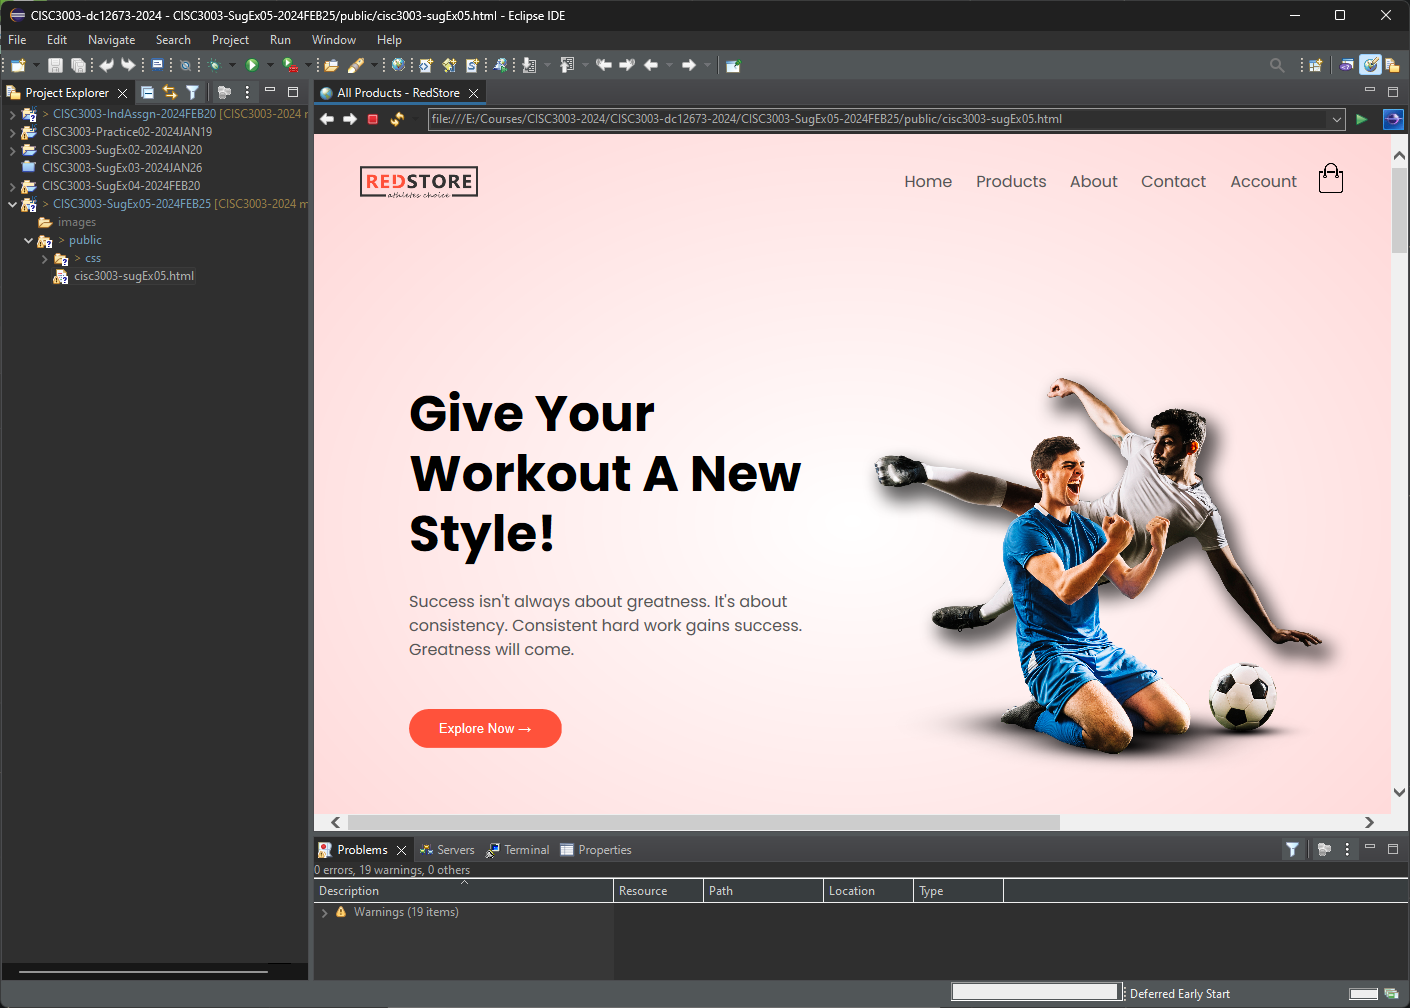 CISC3003-dc12673-2024 - CISC3003-SugEx05-2024FEB25/public/cisc3003-sugEx05.html - Eclipse IDE
File Edit Navigate Search Project Run Window Help
Project Explorer
> CISC3003-IndAssgn-2024FEB20 [CISC3003-2024 m
CISC3003-Practice02-2024JAN19
CISC3003-SugEx02-2024JAN20
CISC3003-SugEx03-2024JAN26
CISC3003-SugEx04-2024FEB20
> CISC3003-SugEx05-2024FEB25 [CISC3003-2024 m
images
> public
> css
cisc3003-sugEx05.html
All Products - RedStore
file:///E:/Courses/CISC3003-2024/CISC3003-dc12673-2024/CISC3003-SugEx05-2024FEB25/public/cisc3003-sugEx05.html
REDSTORE
athletes choice
Home Products About Contact Account
Give Your
Workout A New
Style!
Success isn't always about greatness. It's about
consistency. Consistent hard work gains success.
Greatness will come.
Explore Now →
Problems Servers Terminal Properties
0 errors, 19 warnings, 0 others
Description Resource Path Location Type
Warnings (19 items)
Deferred Early Start